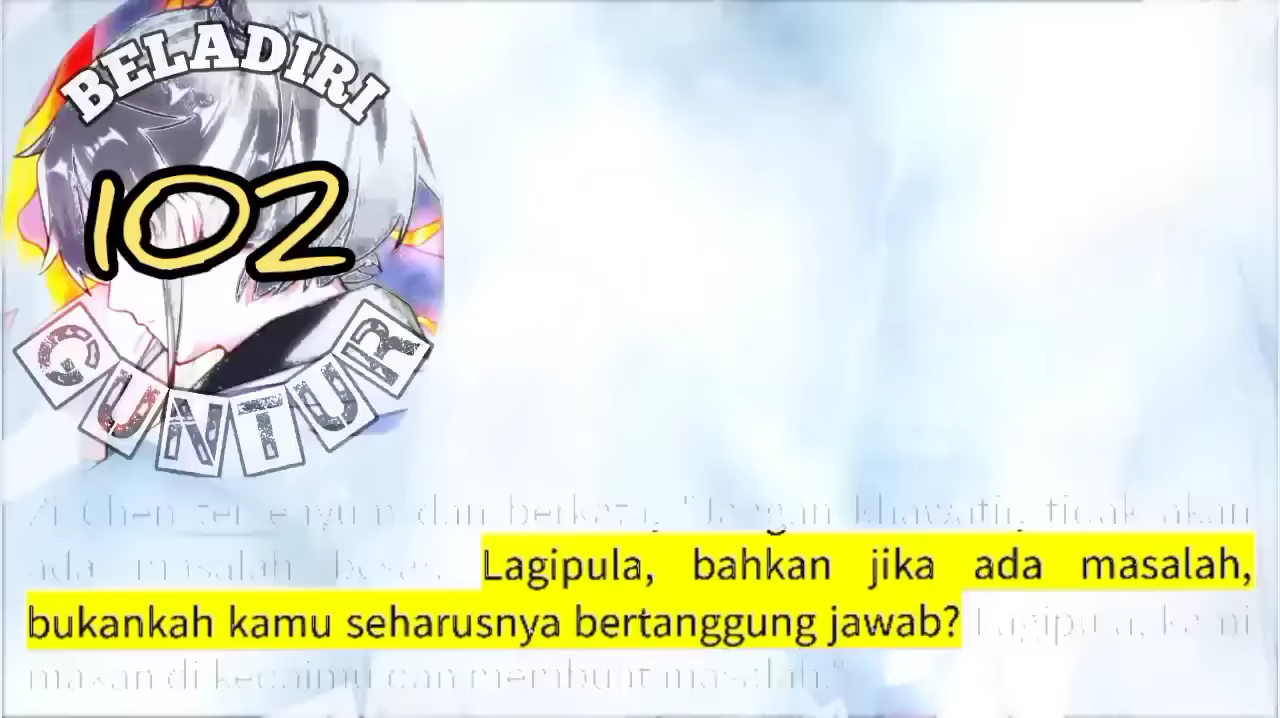 BELADIRI
102
GUNTUR
Zi Chen tersenyum dan berkata, "Jangan khawatir, tidak akan
ada masalah besar. Lagipula, bahkan jika ada masalah,
bukankah kamu seharusnya bertanggung jawab? Lagipula, kami
makan di kedaimu dan membuat masalah."